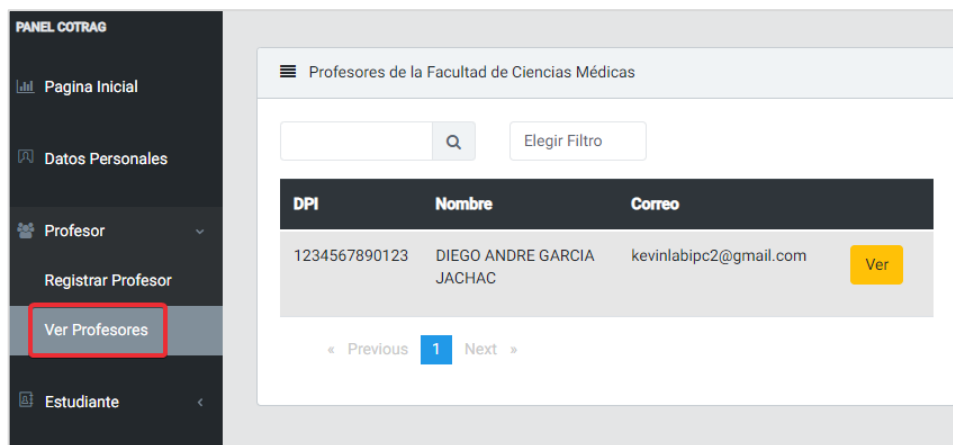 PANEL COTRAG
Pagina Inicial
Datos Personales
Profesor
Registrar Profesor
Ver Profesores
Estudiante
Profesores de la Facultad de Ciencias Médicas
Elegir Filtro
DPI Nombre Correo
1234567890123 DIEGO ANDRE GARCIA kevinlabipc2@gmail.com Ver
JACHAC
« Previous 1 Next »